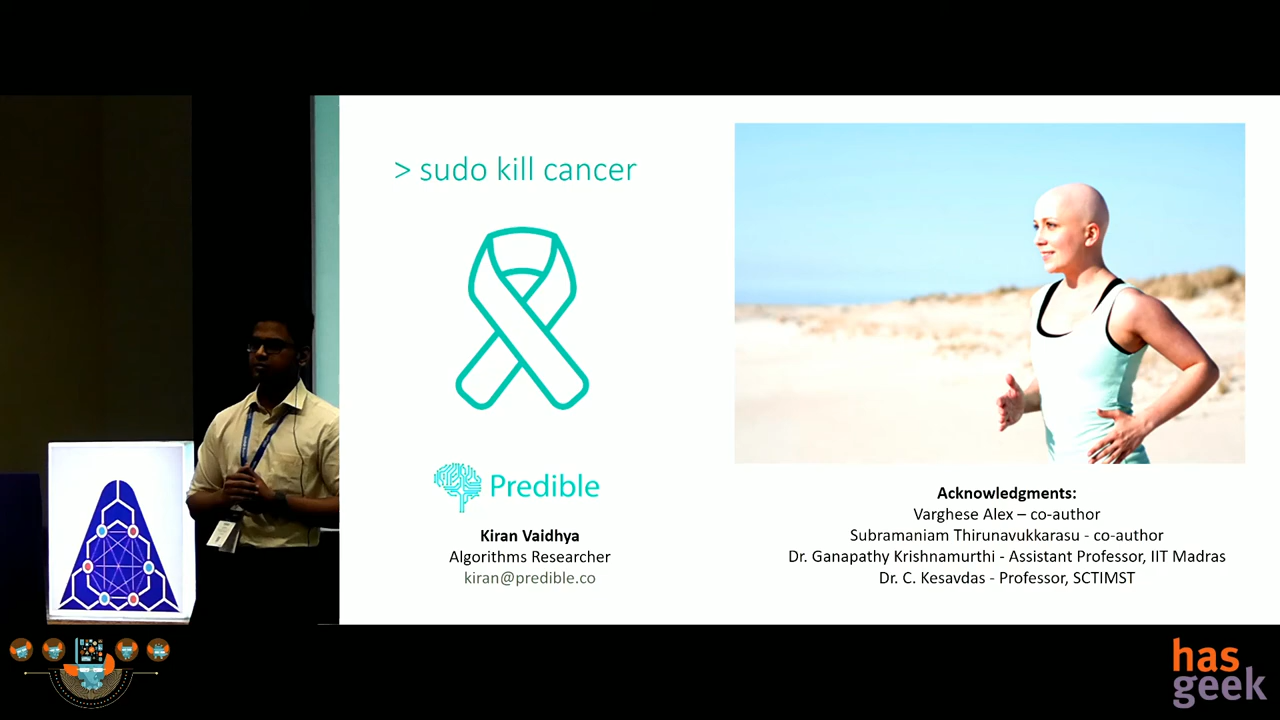 > sudo kill cancer
Predible
Kiran Vaidhya
Algorithms Researcher
kiran@predible.co
Acknowledgments:
Varghese Alex – co-author
Subramaniam Thirunavukkarasu - co-author
Dr. Ganapathy Krishnamurthi - Assistant Professor, IIT Madras
Dr. C. Kesavdas - Professor, SCTIMST
has
geek